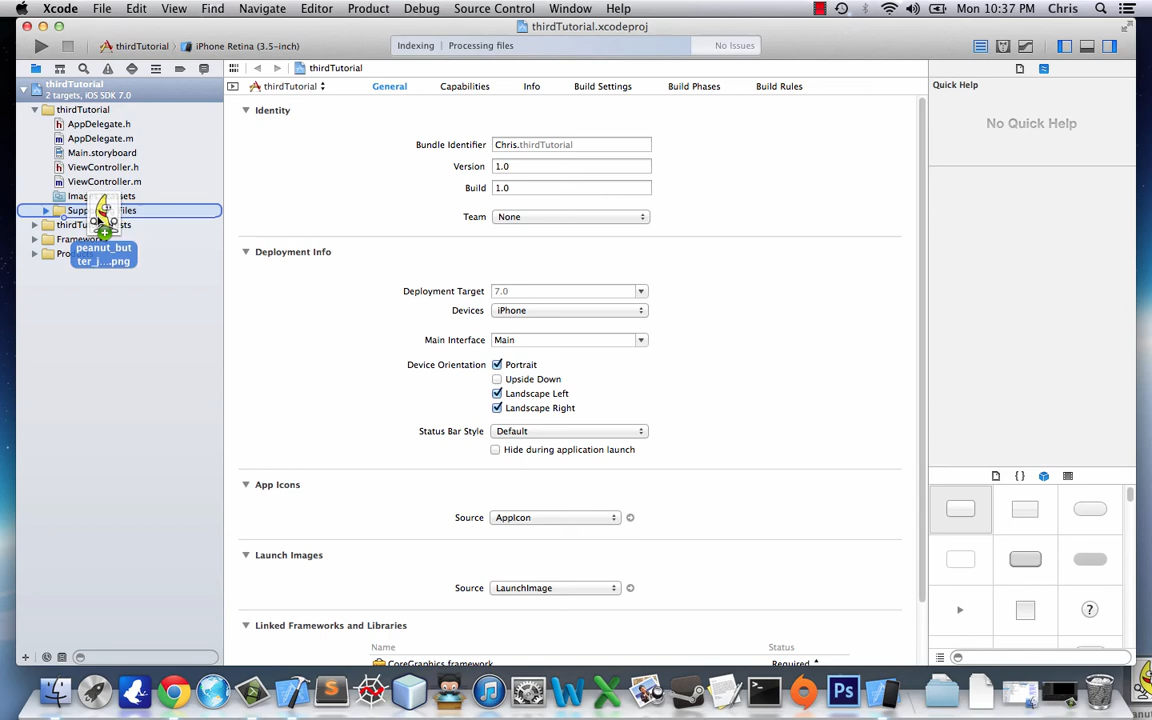 Xcode File Edit View Find Navigate Editor Product Debug Source Control Window Help Mon 10:37 PM Chris
thirdTutorial.xcodeproj
thirdTutorial iPhone Retina (3.5-inch) Indexing Processing files No Issues
thirdTutorial
thirdTutorial
2 targets, iOS SDK 7.0
thirdTutorial General Capabilities Info Build Settings Build Phases Build Rules
Quick Help
No Quick Help
thirdTutorial
AppDelegate.h
AppDelegate.m
Main.storyboard
ViewController.h
ViewController.m
peanut_but
ter_j....png
Identity
Bundle Identifier Chris.thirdTutorial
Version 1.0
Build 1.0
Team None
Deployment Info
Deployment Target 7.0
Devices iPhone
Main Interface Main
Device Orientation Portrait
Upside Down
Landscape Left
Landscape Right
Status Bar Style Default
Hide during application launch
App Icons
Source AppIcon
Launch Images
Source LaunchImage
Linked Frameworks and Libraries
Name Status
CoreGraphics.framework Required